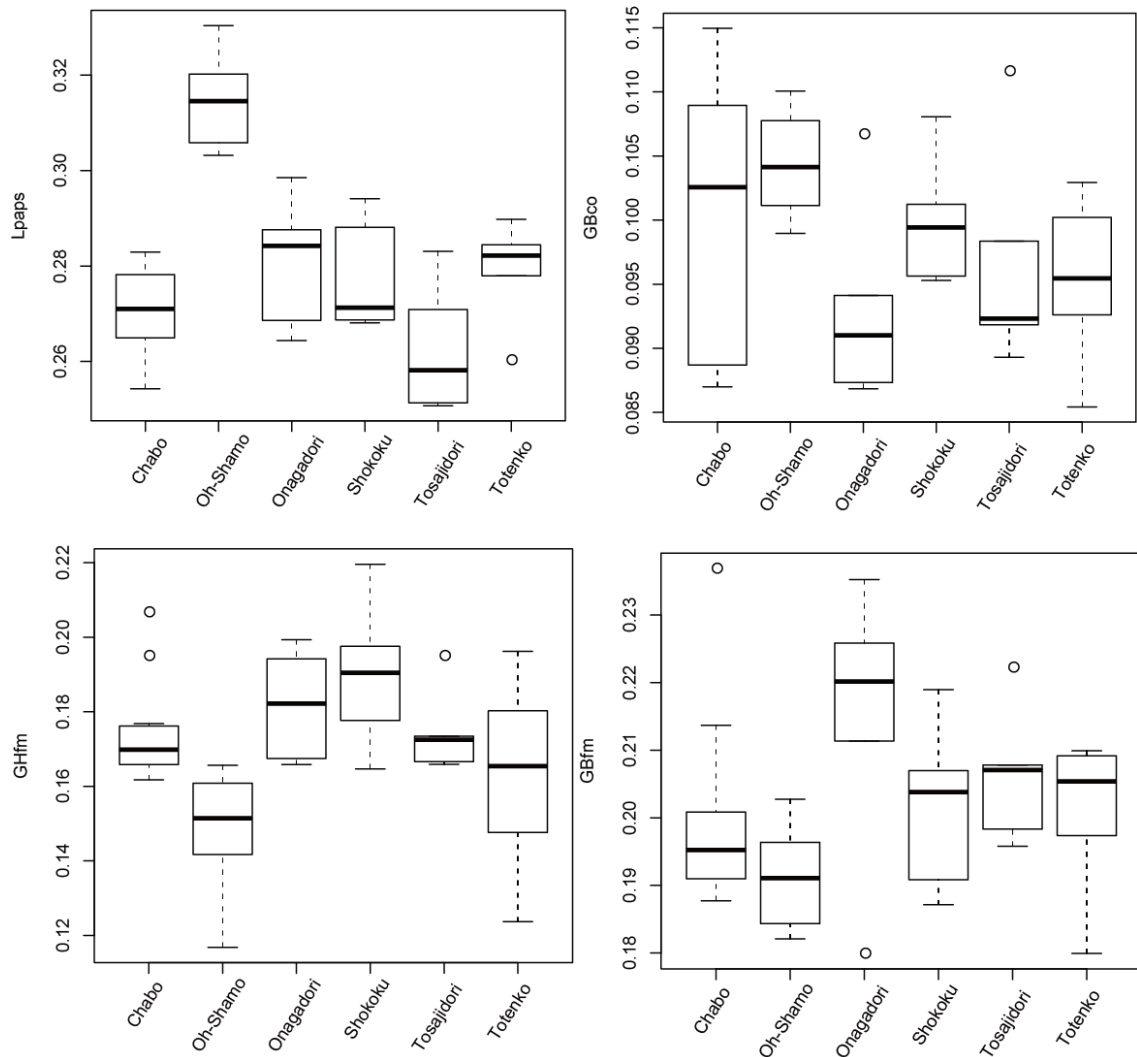 Lpaps
0.32
0.30
0.28
0.26
Chabo
Oh-Shamo
Onagadori
Shokoku
Tosajidori
Totenko
GBco
0.115
0.110
0.105
0.100
0.095
0.090
0.085
Chabo
Oh-Shamo
Onagadori
Shokoku
Tosajidori
Totenko
GHfm
0.22
0.20
0.18
0.16
0.14
0.12
Chabo
Oh-Shamo
Onagadori
Shokoku
Tosajidori
Totenko
GBfm
0.23
0.22
0.21
0.20
0.19
0.18
Chabo
Oh-Shamo
Onagadori
Shokoku
Tosajidori
Totenko